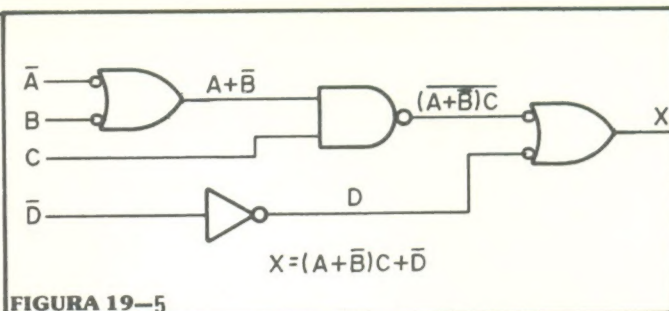 A̅
B
C
D̅
A+B̅
(A+B̅)C̅
D
X
X=(A+B̅)C+D̅
FIGURA 19—5